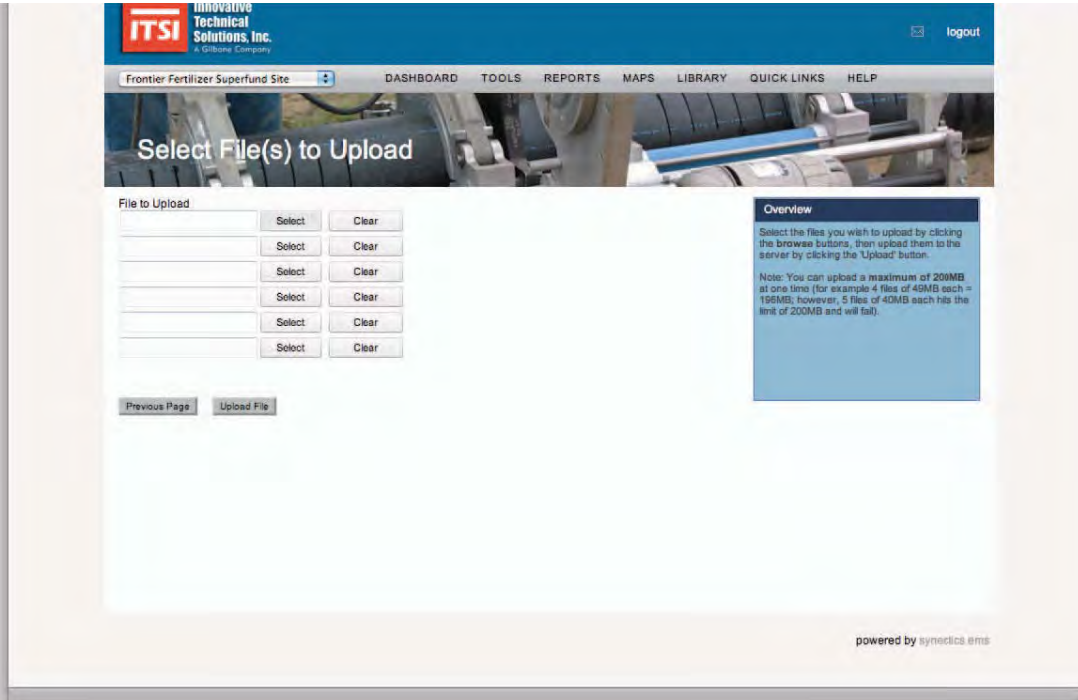 Innovative
ITSI
Technical
Solutions, Inc.
A Gilbane Company
logout
Frontier Fertilizer Superfund Site
DASHBOARD TOOLS REPORTS MAPS LIBRARY QUICK LINKS HELP
Select File(s) to Upload
File to Upload
Select Clear
Select Clear
Select Clear
Select Clear
Select Clear
Select Clear
Previous Page Upload File
Overview
Select the files you wish to upload by clicking
the browse buttons, then upload them to the
server by clicking the 'Upload' button.
Note: You can upload a maximum of 200MB
at one time (for example 4 files of 49MB each =
196MB; however, 5 files of 40MB each hits the
limit of 200MB and will fail).
powered by synectics ems